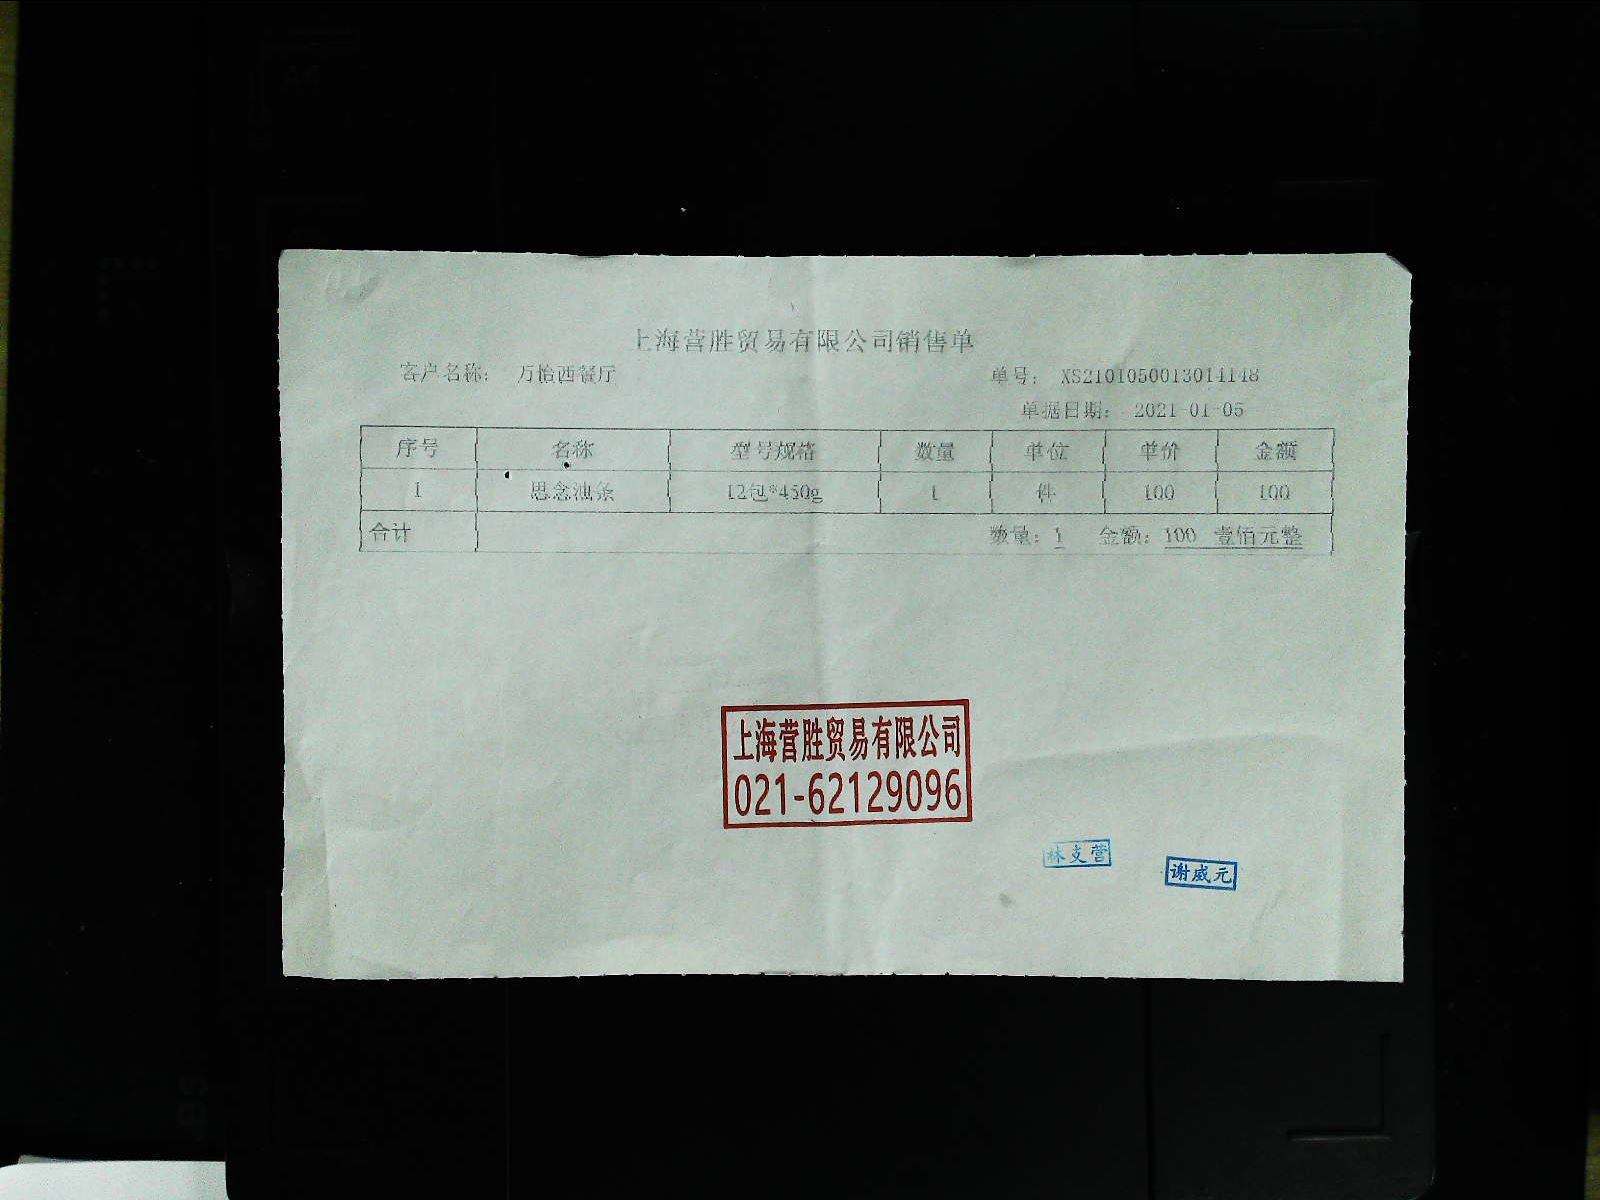 上海营胜贸易有限公司销售单
客户名称： 万怡西餐厅 单号： XS2101050013014148
单据日期： 2021-01-05
序号 名称 型号规格 数量 单位 单价 金额
1 思念油条 12包*450g 1 件 100 100
合计 数量：1 金额：100 壹佰元整
上海营胜贸易有限公司
021-62129096
林支营
谢威元